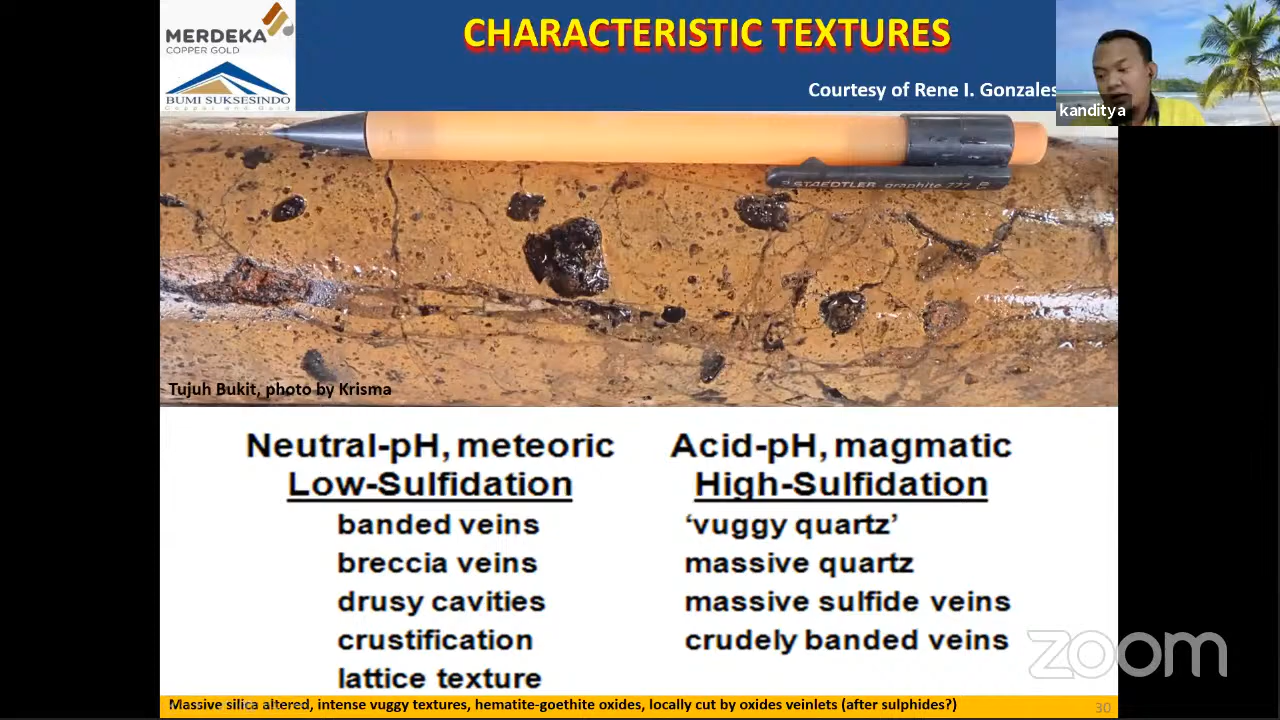 MERDEKA
COPPER GOLD
BUMI SUKSESINDO
Copper and Gold
CHARACTERISTIC TEXTURES
Courtesy of Rene I. Gonzales
kanditya
STAEDTLER graphite 777
Tujuh Bukit, photo by Krisma
Neutral-pH, meteoric
Low-Sulfidation
banded veins
breccia veins
drusy cavities
crustification
lattice texture
Acid-pH, magmatic
High-Sulfidation
‘vuggy quartz’
massive quartz
massive sulfide veins
crudely banded veins
zoom
Massive silica altered, intense vuggy textures, hematite-goethite oxides, locally cut by oxides veinlets (after sulphides?)
30